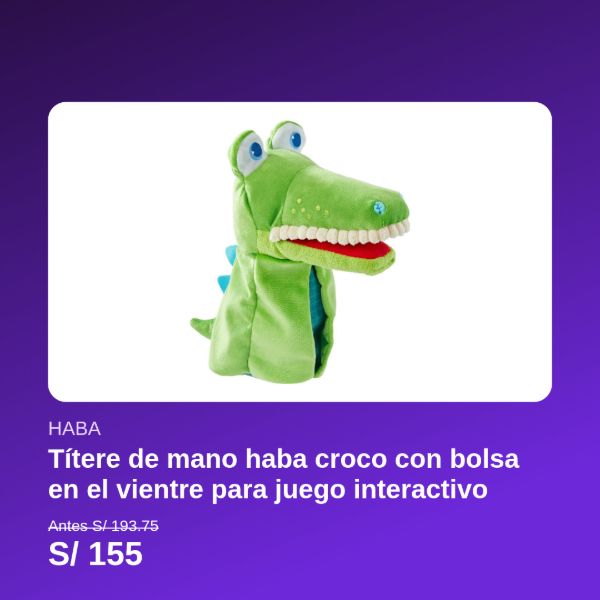 HABA
Títere de mano haba croco con bolsa
en el vientre para juego interactivo
Antes S/ 193.75
S/ 155